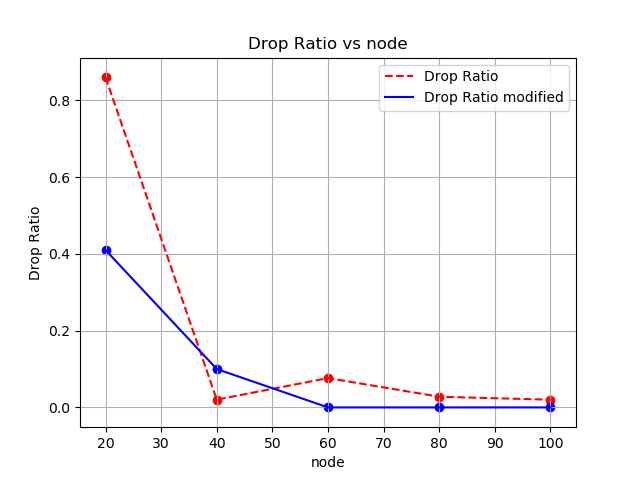 Drop Ratio vs node
Drop Ratio
Drop Ratio modified
0.8
0.6
0.4
0.2
0.0
Drop Ratio
20 30 40 50 60 70 80 90 100
node